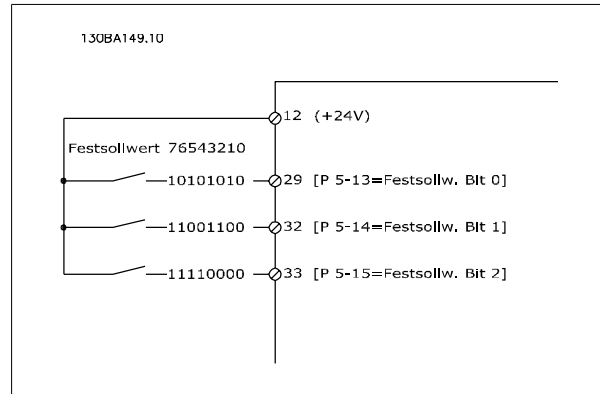 130BA149.10
12 (+24V)
Festsollwert 76543210
10101010 29 [P 5-13=Festsollw. Bit 0]
11001100 32 [P 5-14=Festsollw. Bit 1]
11110000 33 [P 5-15=Festsollw. Bit 2]